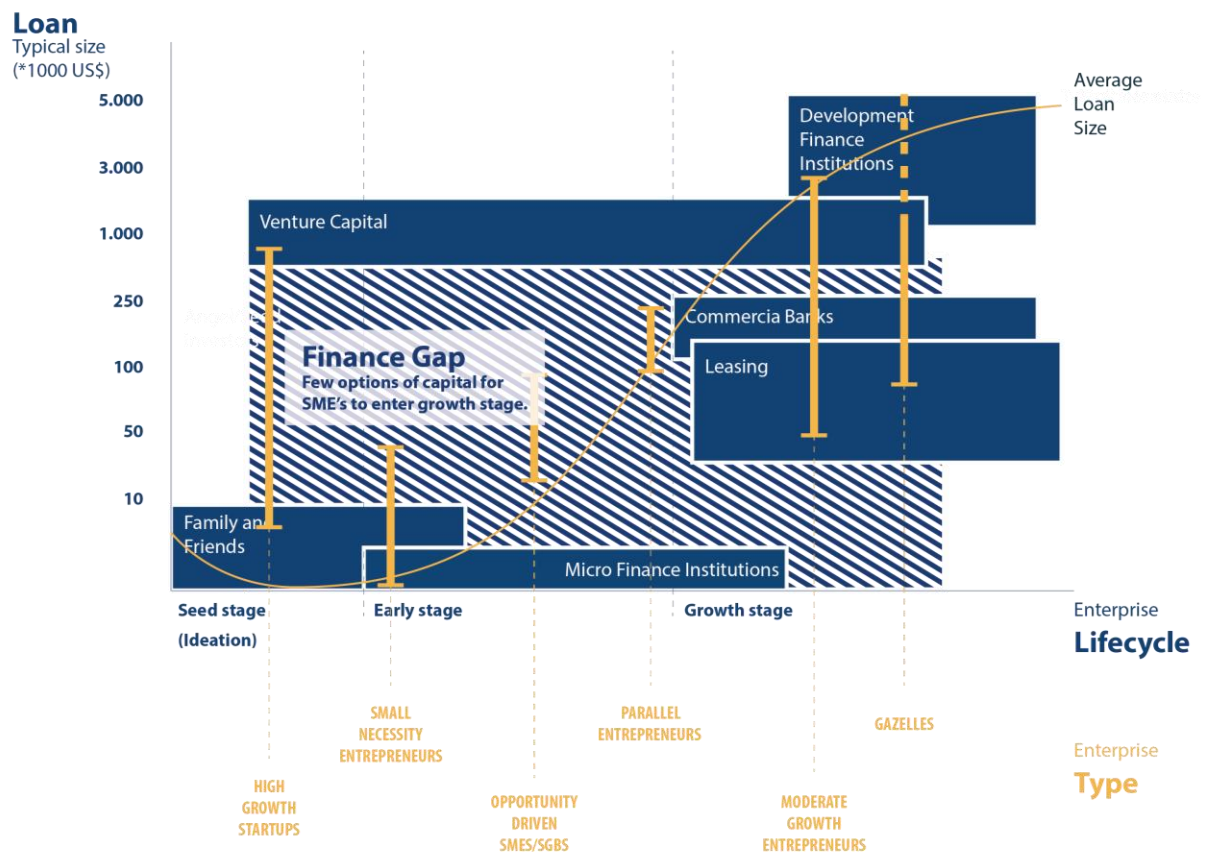 Loan
Typical size
(*1000 US$)
5.000
3.000
1.000
250
100
50
10
Average
Loan
Size
Development
Finance
Institutions
Venture Capital
Commercia Banks
Leasing
Finance Gap
Few options of capital for
SME's to enter growth stage.
Family and
Friends
Micro Finance Institutions
Seed stage
(Ideation)
Early stage
Growth stage
Enterprise
Lifecycle
SMALL
NECESSITY
ENTREPRENEURS
PARALLEL
ENTREPRENEURS
GAZELLES
Enterprise
Type
HIGH
GROWTH
STARTUPS
OPPORTUNITY
DRIVEN
SMES/SGBS
MODERATE
GROWTH
ENTREPRENEURS